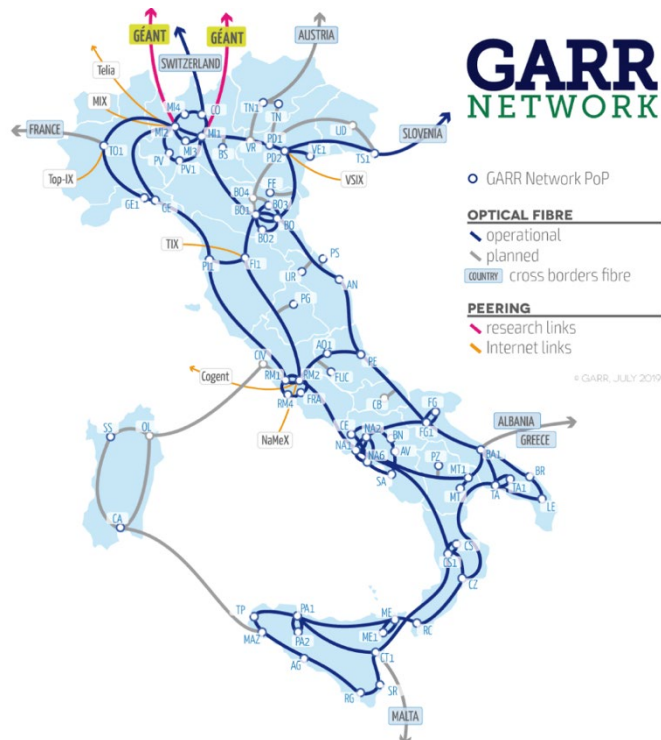 GÉANT
GÉANT
SWITZERLAND
AUSTRIA
GARR
NETWORK
Telia
MIX
MI4
CO
MI2
MI1
MI3
TN1
TN
UD
SLOVENIA
FRANCE
TO1
PV
PV1
BS
VR
PD1
PD2
VE1
TS1
Top-IX
VSIX
GARR Network PoP
FE
BO4
BO3
BO1
BO
BO2
GE1
GE
OPTICAL FIBRE
operational
planned
COUNTRY cross borders fibre
TIX
PI1
FI1
PS
UR
AN
PG
PEERING
research links
Internet links
AQ1
PE
CIV
RM1
RM2
FUC
Cogent
RM4
FRA
© GARR, JULY 2019
NaMeX
CB
FG
FG1
ALBANIA
GREECE
SS
OL
CE
NA2
BN
NA1
NA6
AV
SA
PZ
MT1
MT
BA1
BR
TA
TA1
LE
CA
CS
CS1
CZ
TP
PA1
ME
ME1
RC
MAZ
PA2
AG
CT1
RG
SR
MALTA